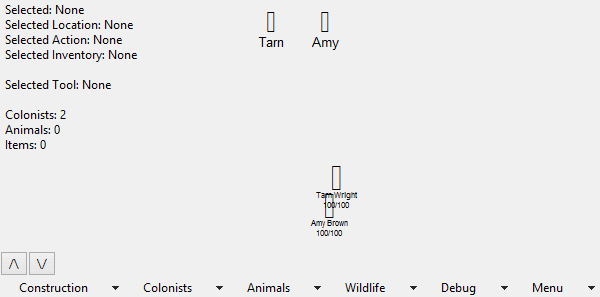 Selected: None
Selected Location: None
Selected Action: None
Selected Inventory: None
Selected Tool: None
Colonists: 2
Animals: 0
Items: 0
Tarn Amy
Tarn Wright
100/100
Amy Brown
100/100
/\ \/
Construction Colonists Animals Wildlife Debug Menu